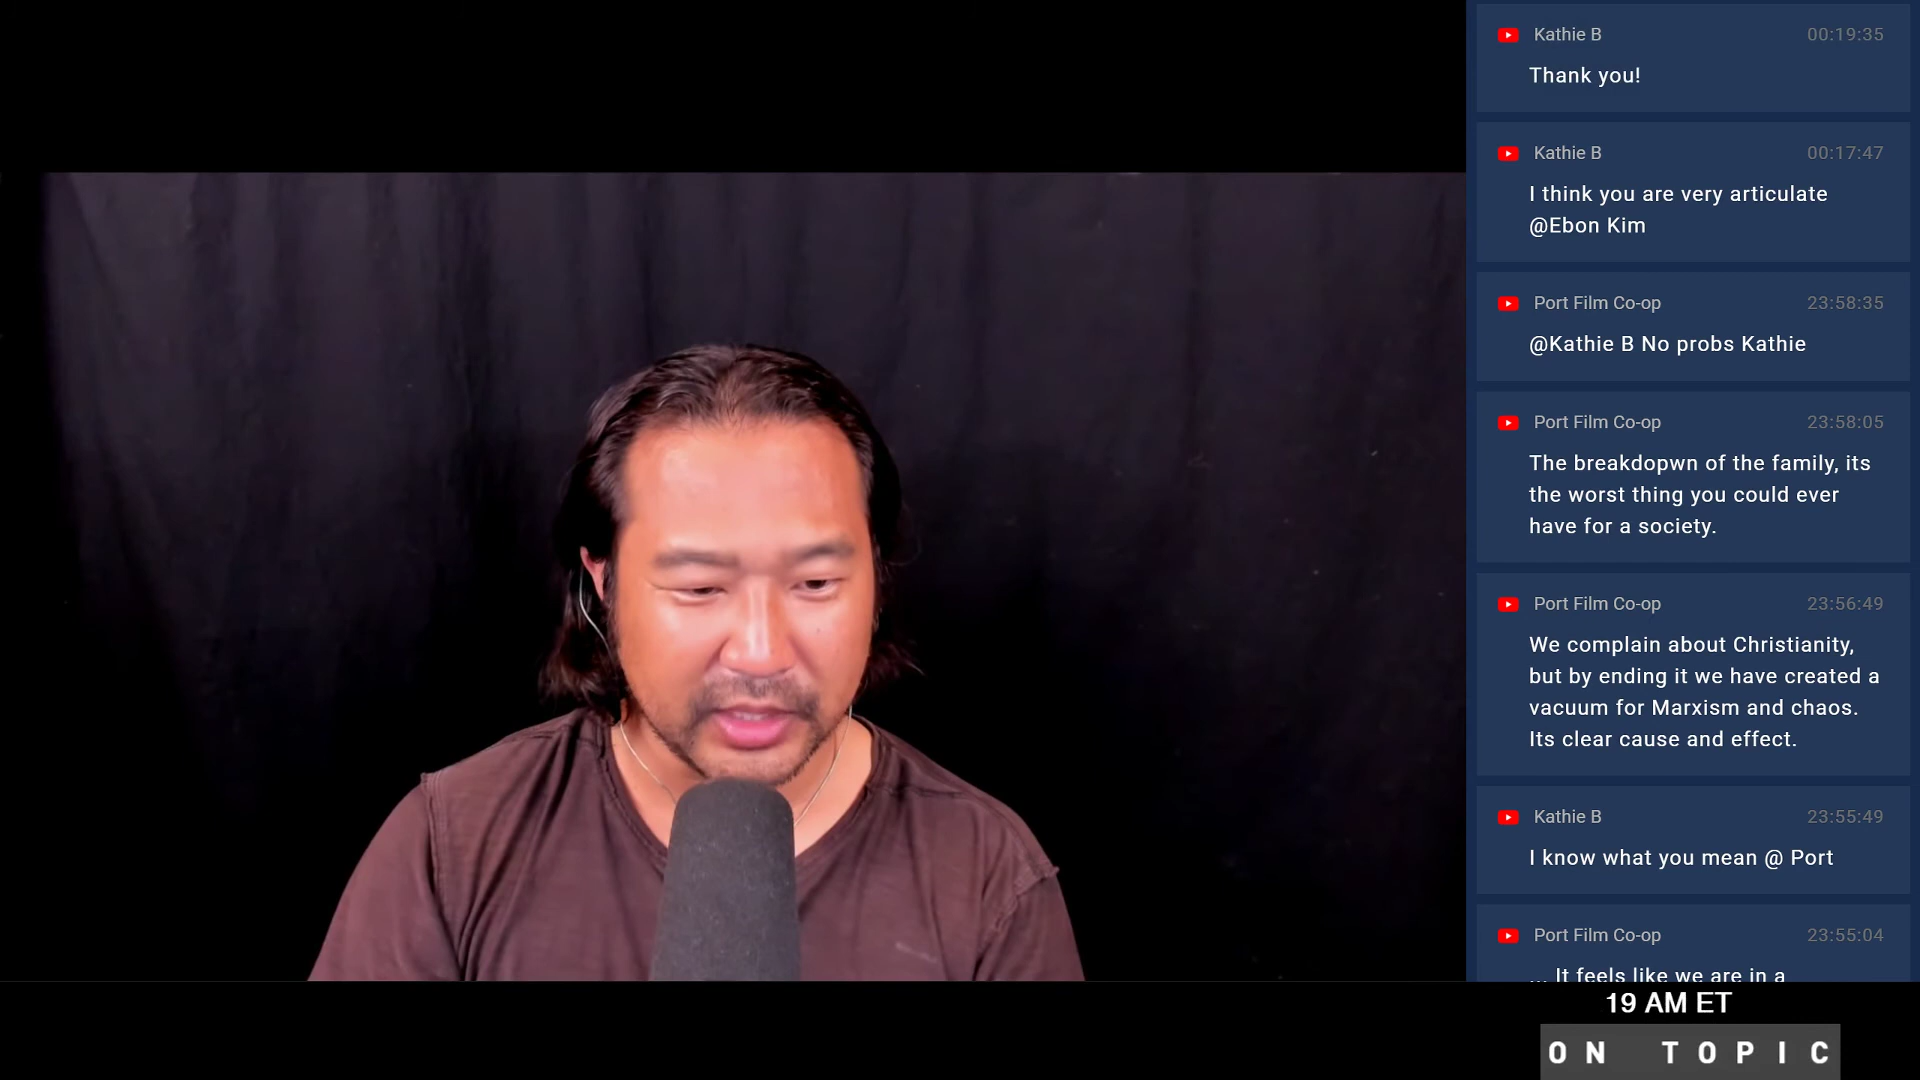 Kathie B 00:19:35
Thank you!
Kathie B 00:17:47
I think you are very articulate
@Ebon Kim
Port Film Co-op 23:58:35
@Kathie B No probs Kathie
Port Film Co-op 23:58:05
The breakdopwn of the family, its
the worst thing you could ever
have for a society.
Port Film Co-op 23:56:49
We complain about Christianity,
but by ending it we have created a
vacuum for Marxism and chaos.
Its clear cause and effect.
Kathie B 23:55:49
I know what you mean @ Port
Port Film Co-op 23:55:04
... It feels like we are in a
19 AM ET
ON TOPIC